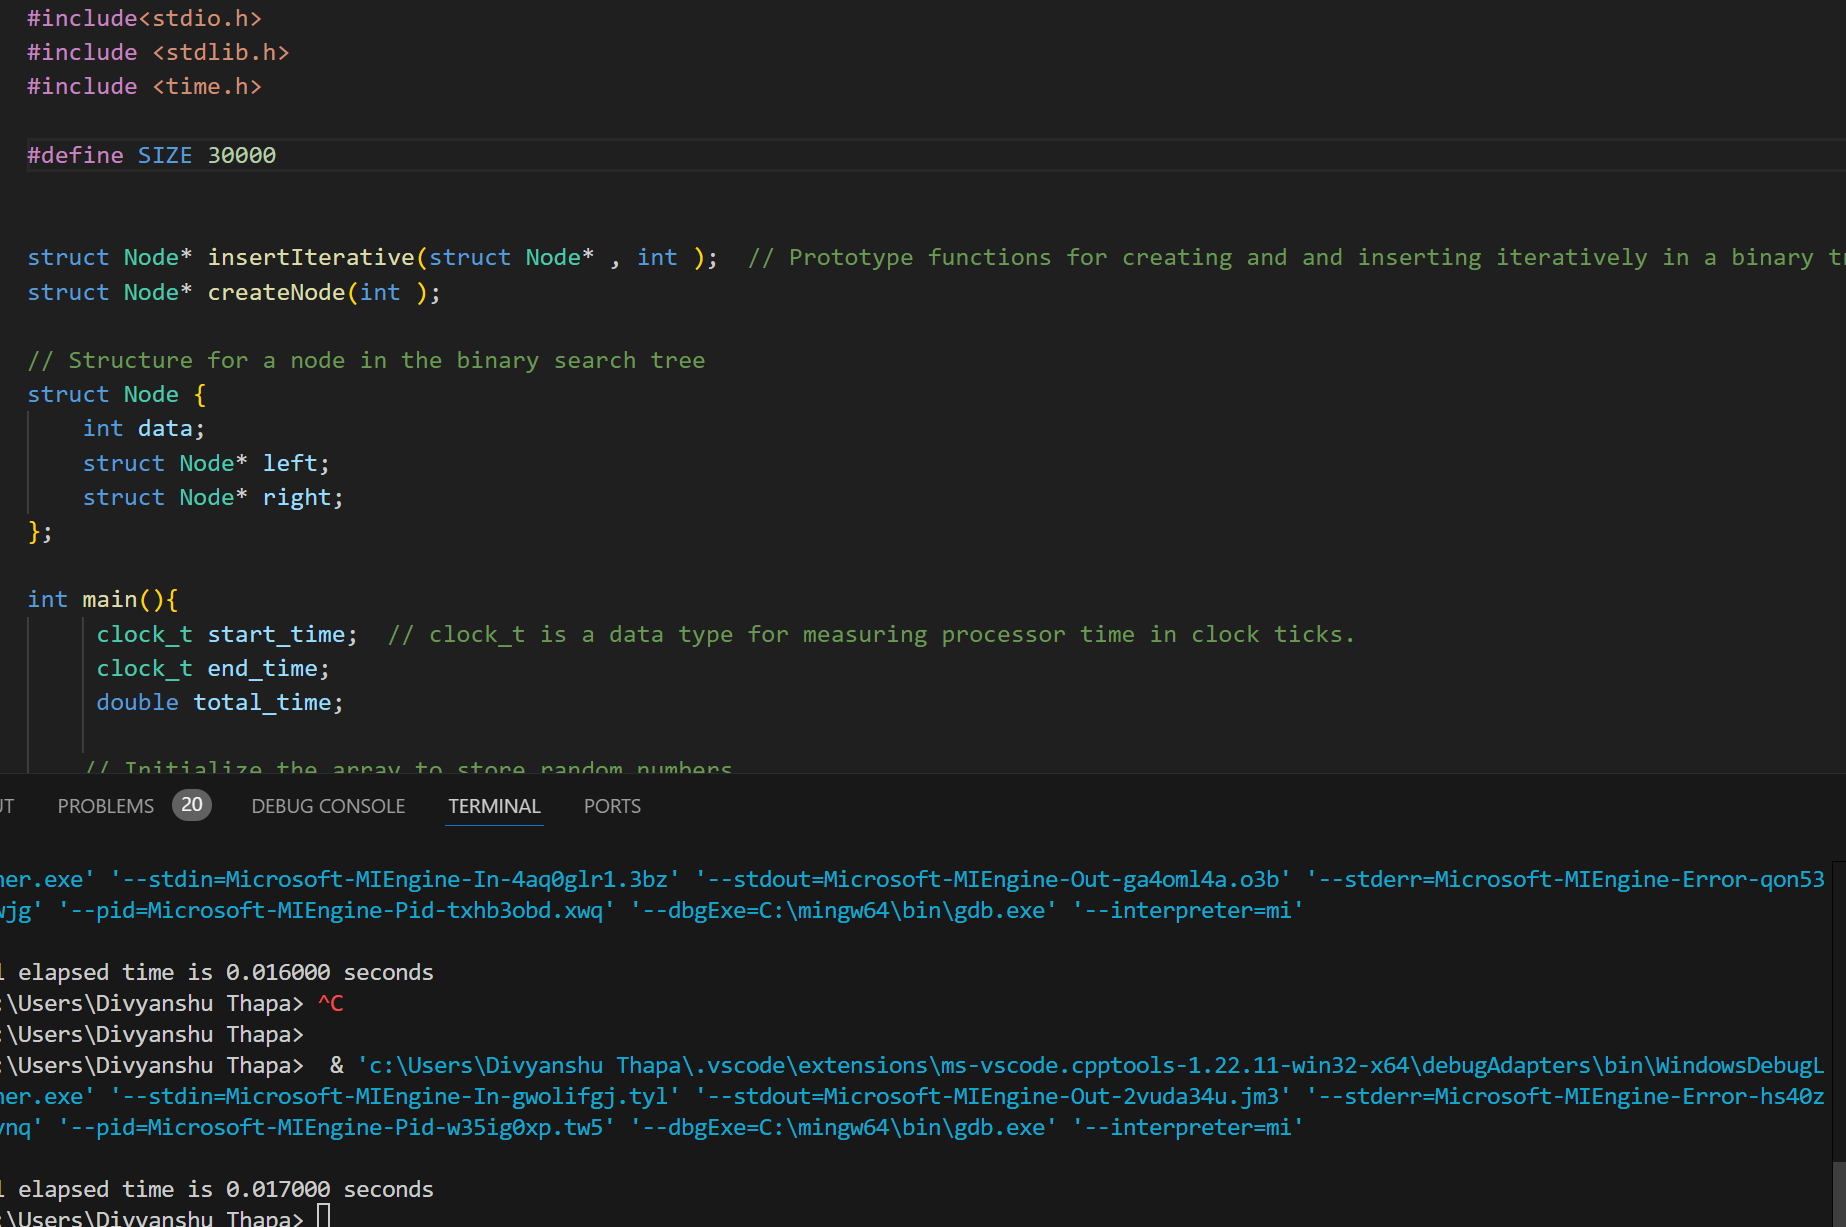 #include<stdio.h>
#include <stdlib.h>
#include <time.h>
#define SIZE 30000
struct Node* insertIterative(struct Node* , int );  // Prototype functions for creating and and inserting iteratively in a binary
struct Node* createNode(int );
// Structure for a node in the binary search tree
struct Node {
int data;
struct Node* left;
struct Node* right;
};
int main(){
clock_t start_time;  // clock_t is a data type for measuring processor time in clock ticks.
clock_t end_time;
double total_time;
// Initialize the array to store random numbers
PROBLEMS 20 DEBUG CONSOLE TERMINAL PORTS
ner.exe' '--stdin=Microsoft-MIEngine-In-4aq0glr1.3bz' '--stdout=Microsoft-MIEngine-Out-ga4oml4a.o3b' '--stderr=Microsoft-MIEngine-Error-qon53
wjg' '--pid=Microsoft-MIEngine-Pid-txhb3obd.xwq' '--dbgExe=C:\mingw64\bin\gdb.exe' '--interpreter=mi'
l elapsed time is 0.016000 seconds
:\Users\Divyanshu Thapa> ^C
:\Users\Divyanshu Thapa>
:\Users\Divyanshu Thapa>  & 'c:\Users\Divyanshu Thapa\.vscode\extensions\ms-vscode.cpptools-1.22.11-win32-x64\debugAdapters\bin\WindowsDebugL
ner.exe' '--stdin=Microsoft-MIEngine-In-gwolifgj.tyl' '--stdout=Microsoft-MIEngine-Out-2vuda34u.jm3' '--stderr=Microsoft-MIEngine-Error-hs40z
ynq' '--pid=Microsoft-MIEngine-Pid-w35ig0xp.tw5' '--dbgExe=C:\mingw64\bin\gdb.exe' '--interpreter=mi'
l elapsed time is 0.017000 seconds
:\Users\Divyanshu Thapa>